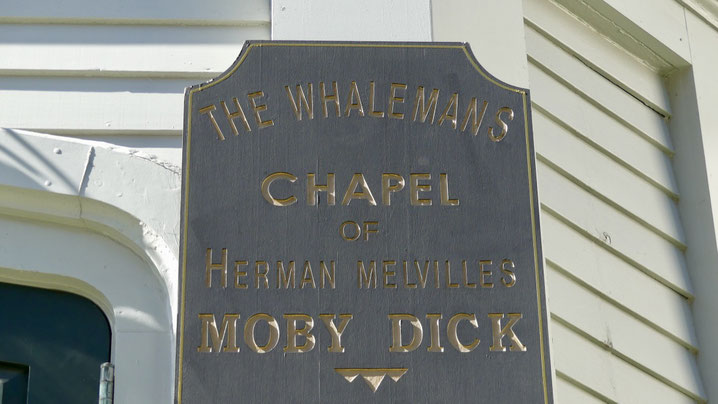 THE WHALEMANS
CHAPEL
OF
HERMAN MELVILLES
MOBY DICK